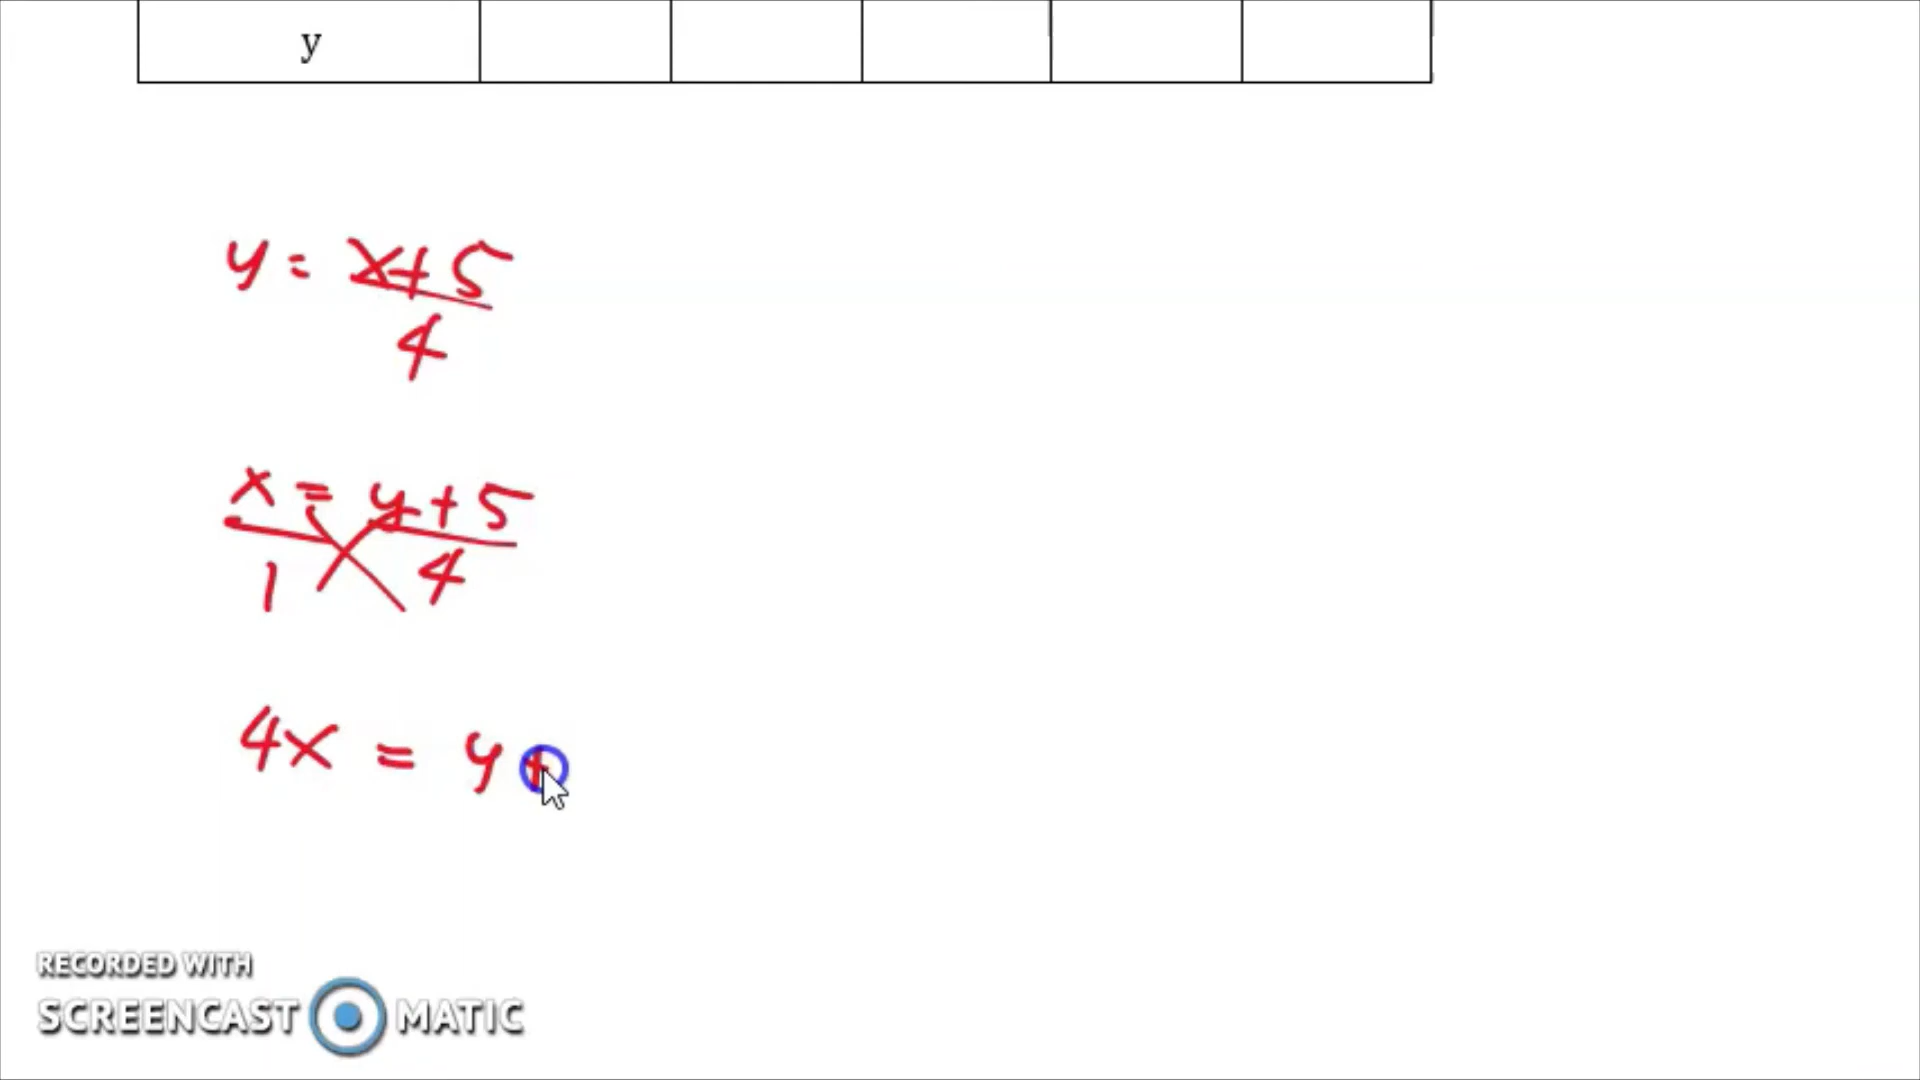 y
y = x+5
4
x = y+5
1 4
4x = y +
RECORDED WITH
SCREENCAST MATIC